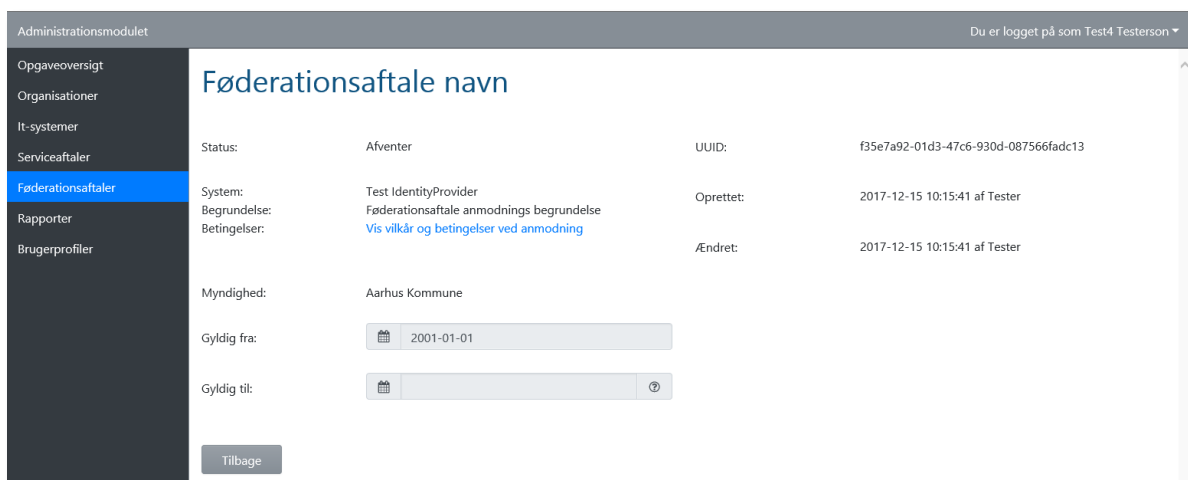 Administrationsmodulet
Du er logget på som Test4 Testerson
Opgaveoversigt
Organisationer
It-systemer
Serviceaftaler
Føderationsaftaler
Rapporter
Brugerprofiler
Føderationsaftale navn
Status: Afventer
System: Test IdentityProvider
Begrundelse: Føderationsaftale anmodnings begrundelse
Betingelser: Vis vilkår og betingelser ved anmodning
Myndighed: Aarhus Kommune
Gyldig fra: 2001-01-01
Gyldig til:
UUID: f35e7a92-01d3-47c6-930d-087566fadc13
Oprettet: 2017-12-15 10:15:41 af Tester
Ændret: 2017-12-15 10:15:41 af Tester
Tilbage